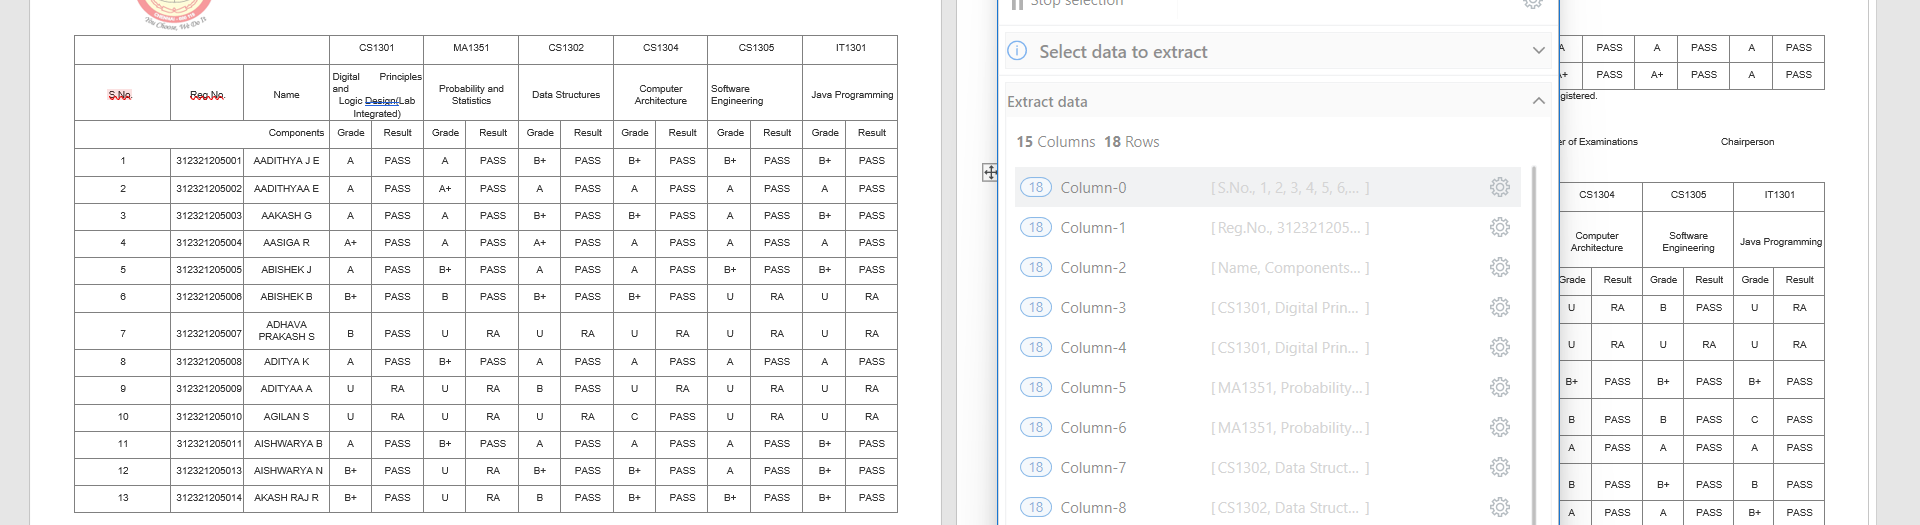 You Choose, We Do It
CS1301 MA1351 CS1302 CS1304 CS1305 IT1301
S.No. Reg.No. Name Digital Principles and Logic Design(Lab Integrated) Probability and Statistics Data Structures Computer Architecture Software Engineering Java Programming
Components Grade Result Grade Result Grade Result Grade Result Grade Result Grade Result
1 312321205001 AADITHYA J E A PASS A PASS B+ PASS B+ PASS B+ PASS B+ PASS
2 312321205002 AADITHYAA E A PASS A+ PASS A PASS A PASS A PASS A PASS
3 312321205003 AAKASH G A PASS A PASS B+ PASS B+ PASS A PASS B+ PASS
4 312321205004 AASIGA R A+ PASS A PASS A+ PASS A PASS A PASS A PASS
5 312321205005 ABISHEK J A PASS B+ PASS A PASS A PASS B+ PASS B+ PASS
6 312321205006 ABISHEK B B+ PASS B PASS B+ PASS B+ PASS U RA U RA
7 312321205007 ADHAVA PRAKASH S B PASS U RA U RA U RA U RA U RA
8 312321205008 ADITYA K A PASS B+ PASS A PASS A PASS A PASS A PASS
9 312321205009 ADITYAA A U RA U RA B PASS U RA U RA U RA
10 312321205010 AGILAN S U RA U RA U RA C PASS U RA U RA
11 312321205011 AISHWARYA B A PASS B+ PASS A PASS A PASS A PASS B+ PASS
12 312321205013 AISHWARYA N B+ PASS U RA B+ PASS B+ PASS A PASS B+ PASS
13 312321205014 AKASH RAJ R B+ PASS U RA B PASS B+ PASS B+ PASS B+ PASS
Stop selection
Select data to extract
Extract data
15 Columns 18 Rows
18 Column-0 [ S.No., 1, 2, 3, 4, 5, 6,... ]
18 Column-1 [ Reg.No., 312321205... ]
18 Column-2 [ Name, Components... ]
18 Column-3 [ CS1301, Digital Prin... ]
18 Column-4 [ CS1301, Digital Prin... ]
18 Column-5 [ MA1351, Probability... ]
18 Column-6 [ MA1351, Probability... ]
18 Column-7 [ CS1302, Data Struct... ]
18 Column-8 [ CS1302, Data Struct... ]
A PASS A PASS A PASS
A+ PASS A+ PASS A PASS
gistered.
er of Examinations Chairperson
CS1304 CS1305 IT1301
Computer Architecture Software Engineering Java Programming
Grade Result Grade Result Grade Result
U RA B PASS U RA
U RA U RA U RA
B+ PASS B+ PASS B+ PASS
B PASS B PASS C PASS
A PASS A PASS A PASS
B PASS B+ PASS B PASS
A PASS A PASS B+ PASS